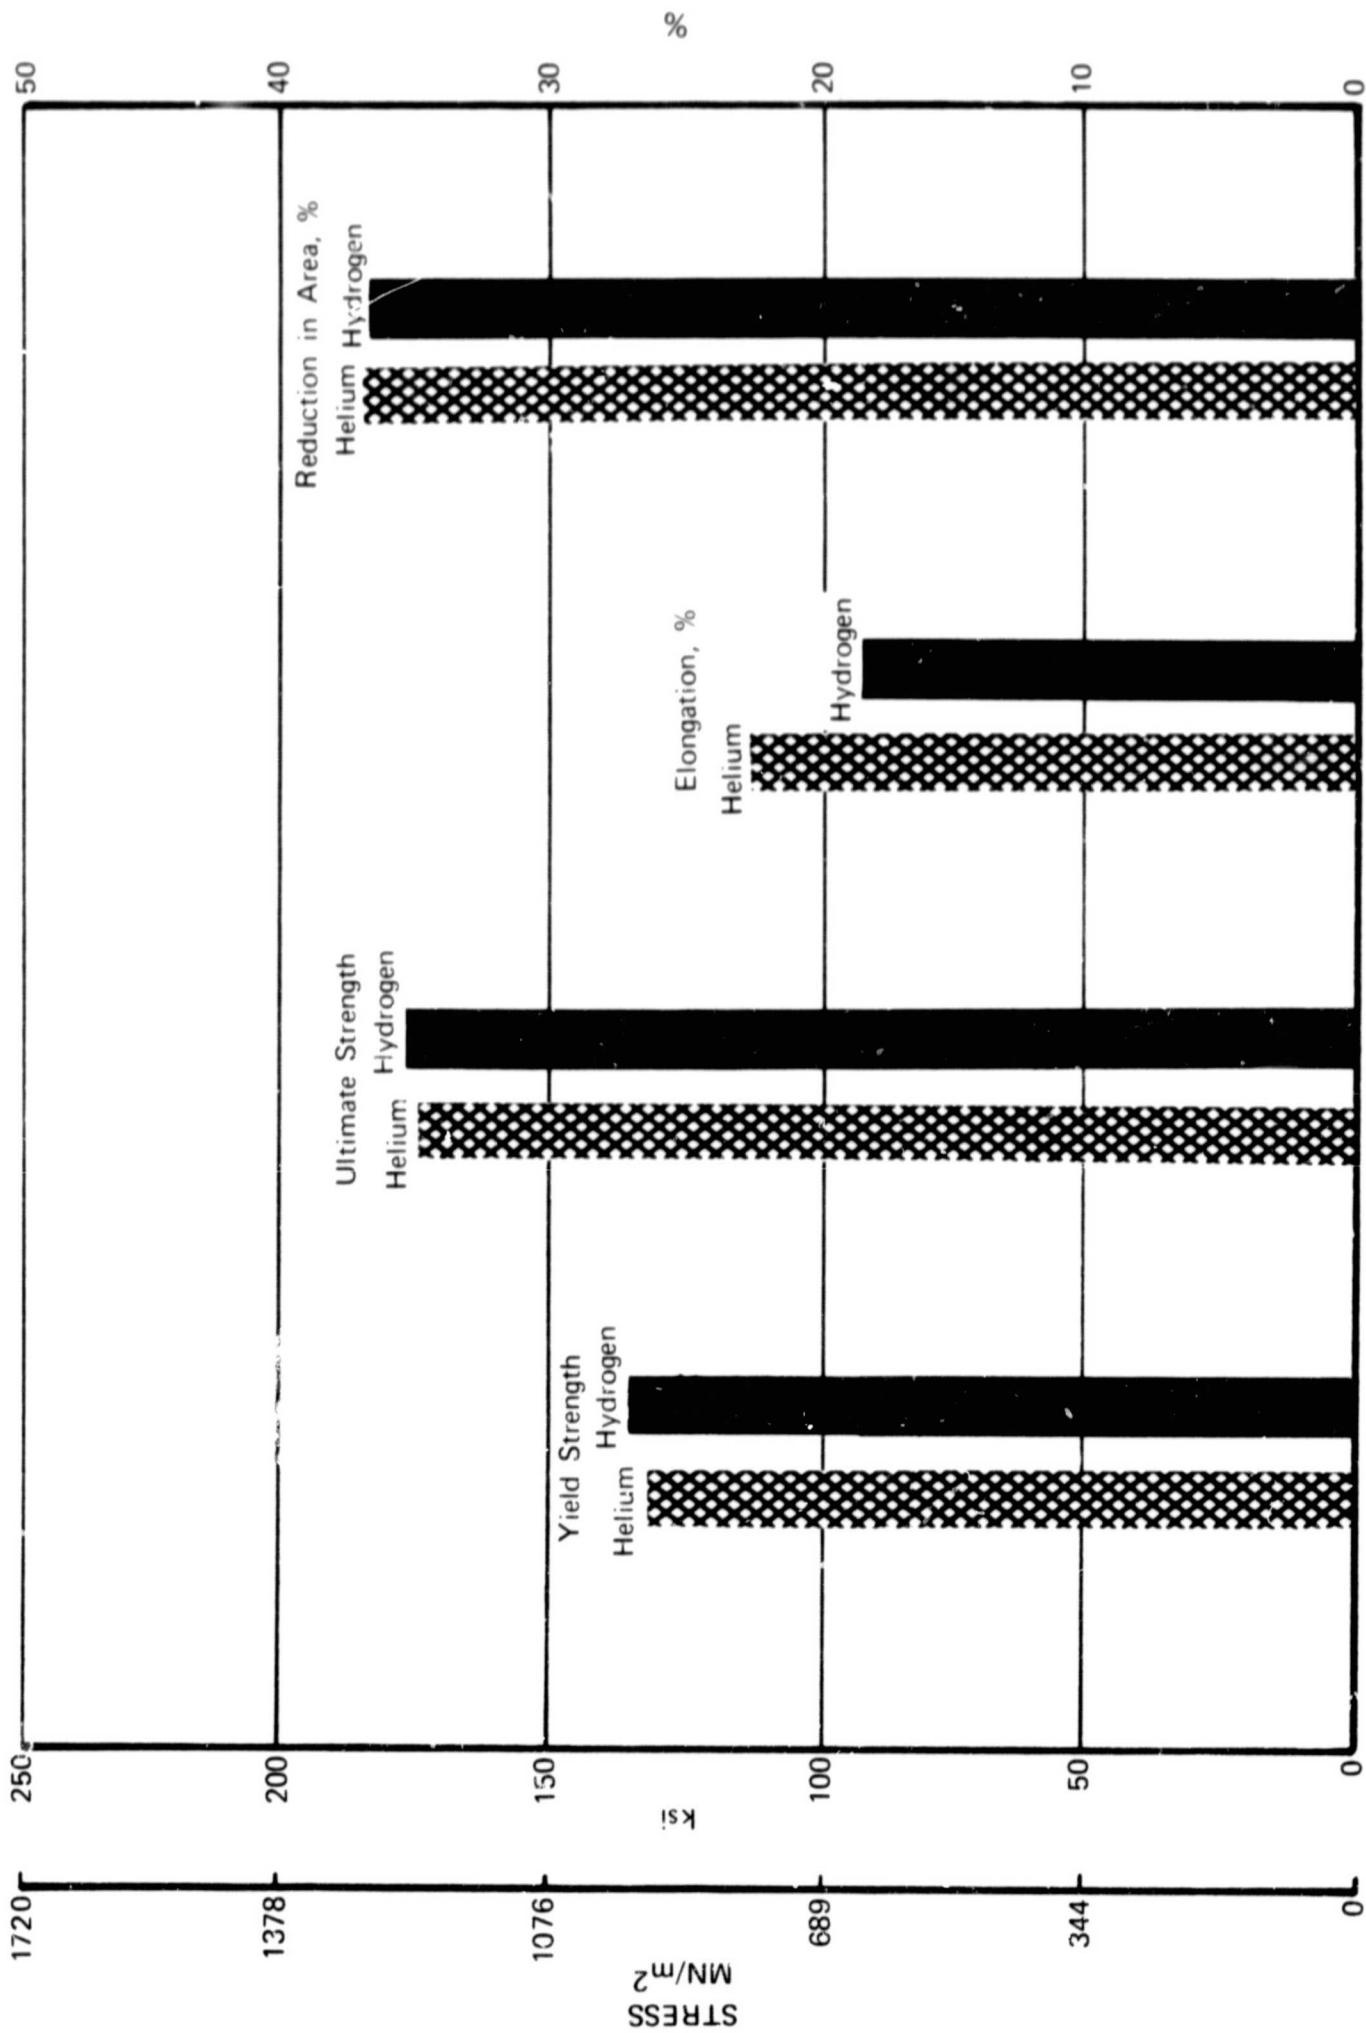 STRESS
MN/m²
1720
1378
1076
689
344
0
ksi
250
200
150
100
50
0
Yield Strength
Helium
Hydrogen
Ultimate Strength
Helium
Hydrogen
Elongation, %
Helium
Hydrogen
Reduction in Area, %
Helium
Hydrogen
50
40
30
20
10
0
%